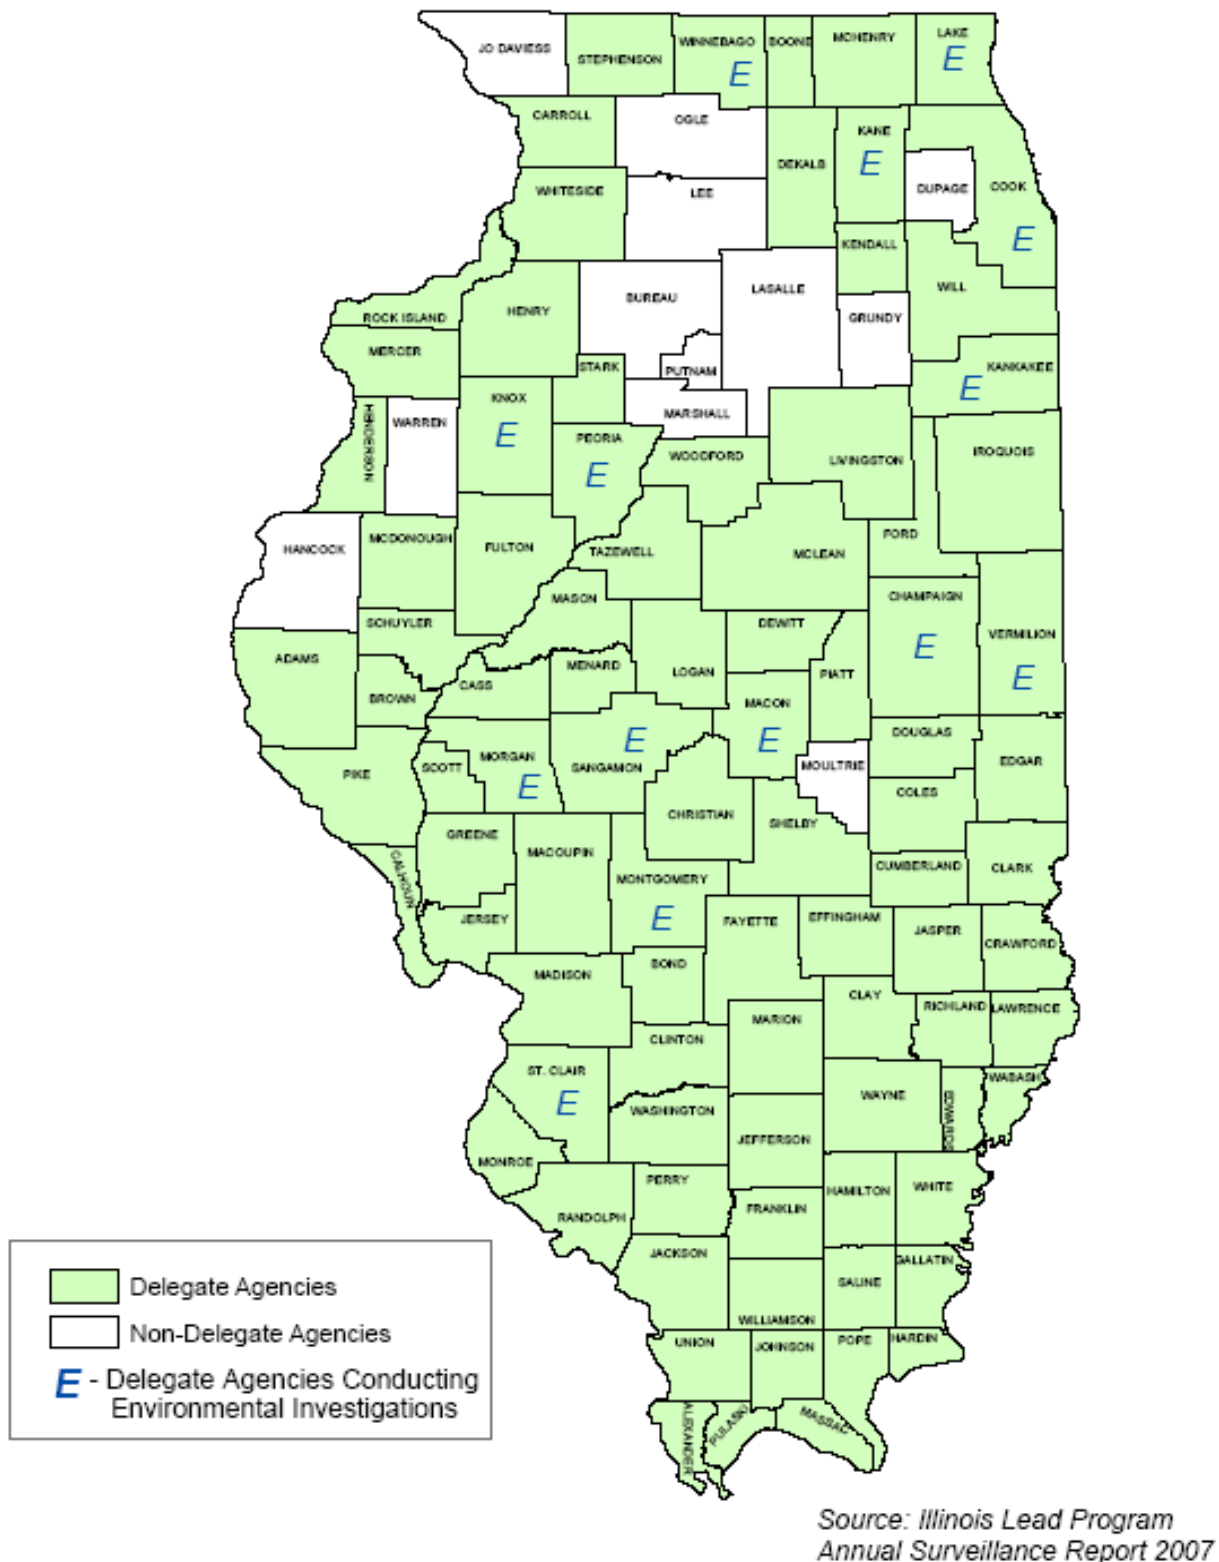 JO DAVIESS
STEPHENSON
WINNEBAGO
E
BOONE
MCHENRY
LAKE
E
CARROLL
OGLE
DEKALB
KANE
E
DUPAGE
COOK
E
WHITESIDE
LEE
KENDALL
WILL
ROCK ISLAND
HENRY
BUREAU
LASALLE
GRUNDY
MERCER
STARK
PUTNAM
KANKAKEE
E
HENDERSON
WARREN
KNOX
E
MARSHALL
PEORIA
E
WOODFORD
LIVINGSTON
IROQUOIS
HANCOCK
MCDONOUGH
FULTON
TAZEWELL
MCLEAN
FORD
MASON
CHAMPAIGN
E
VERMILION
E
ADAMS
SCHUYLER
BROWN
CASS
MENARD
LOGAN
DEWITT
PIATT
MACON
E
PIKE
SCOTT
MORGAN
E
SANGAMON
E
MOULTRIE
DOUGLAS
EDGAR
COLES
CHRISTIAN
SHELBY
GREENE
MACOUPIN
MONTGOMERY
E
CUMBERLAND
CLARK
CALHOUN
JERSEY
FAYETTE
EFFINGHAM
JASPER
CRAWFORD
MADISON
BOND
CLAY
RICHLAND
LAWRENCE
MARION
CLINTON
ST. CLAIR
E
WASHINGTON
WAYNE
EDWARDS
WABASH
JEFFERSON
MONROE
RANDOLPH
PERRY
FRANKLIN
HAMILTON
WHITE
JACKSON
WILLIAMSON
SALINE
GALLATIN
UNION
JOHNSON
POPE
HARDIN
ALEXANDER
PULASKI
MASSAC
Delegate Agencies
Non-Delegate Agencies
E - Delegate Agencies Conducting
Environmental Investigations
Source: Illinois Lead Program
Annual Surveillance Report 2007